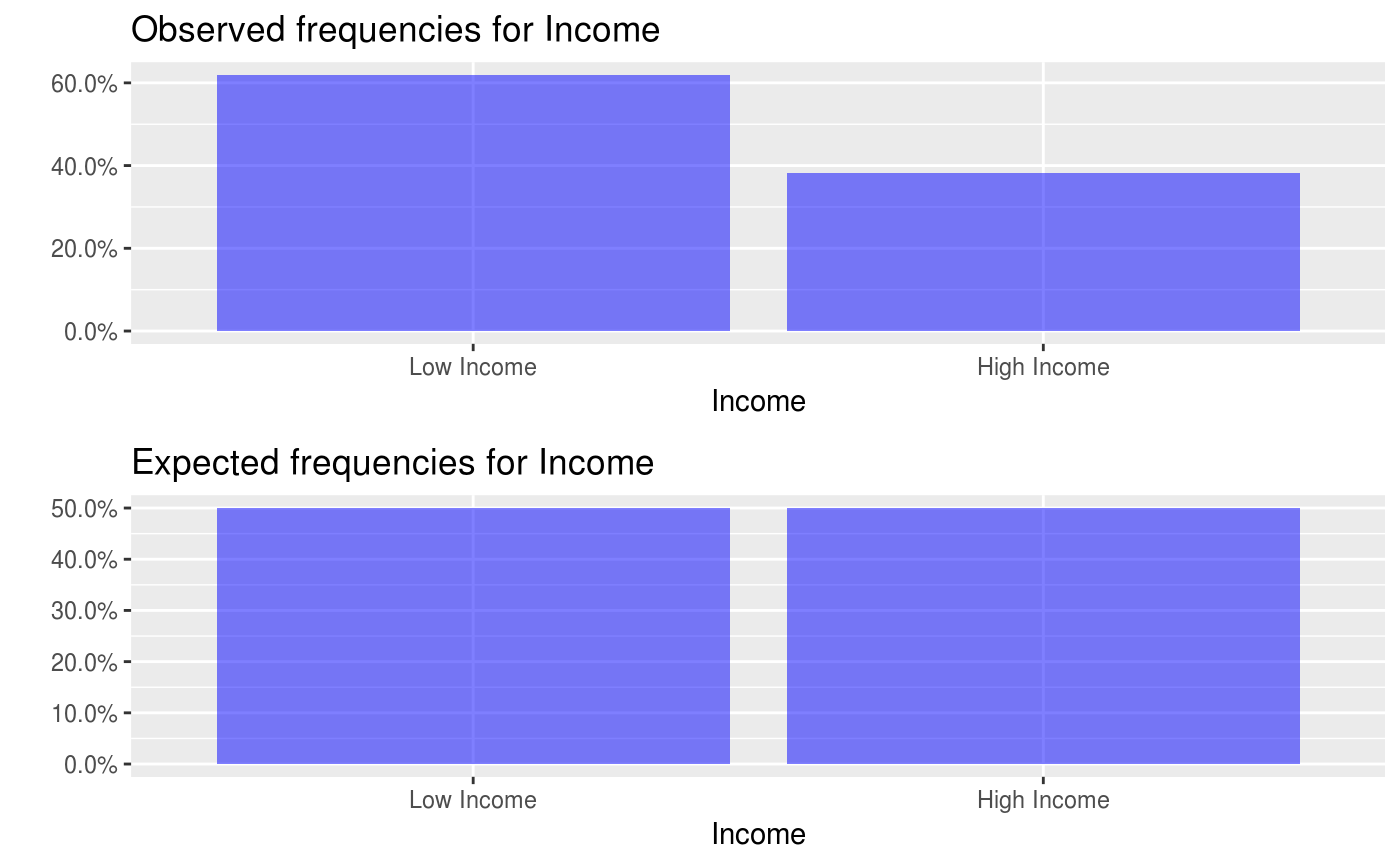 Observed frequencies for Income
60.0%
40.0%
20.0%
0.0%
Low Income High Income
Income
Expected frequencies for Income
50.0%
40.0%
30.0%
20.0%
10.0%
0.0%
Low Income High Income
Income